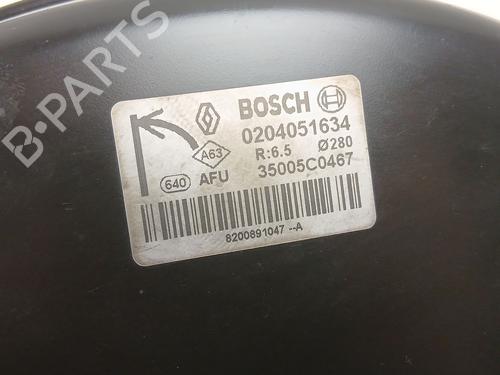 B-PARTS
BOSCH
0204051634
A63
R:6.5 Ø280
640 AFU 35005C0467
8200891047 --A